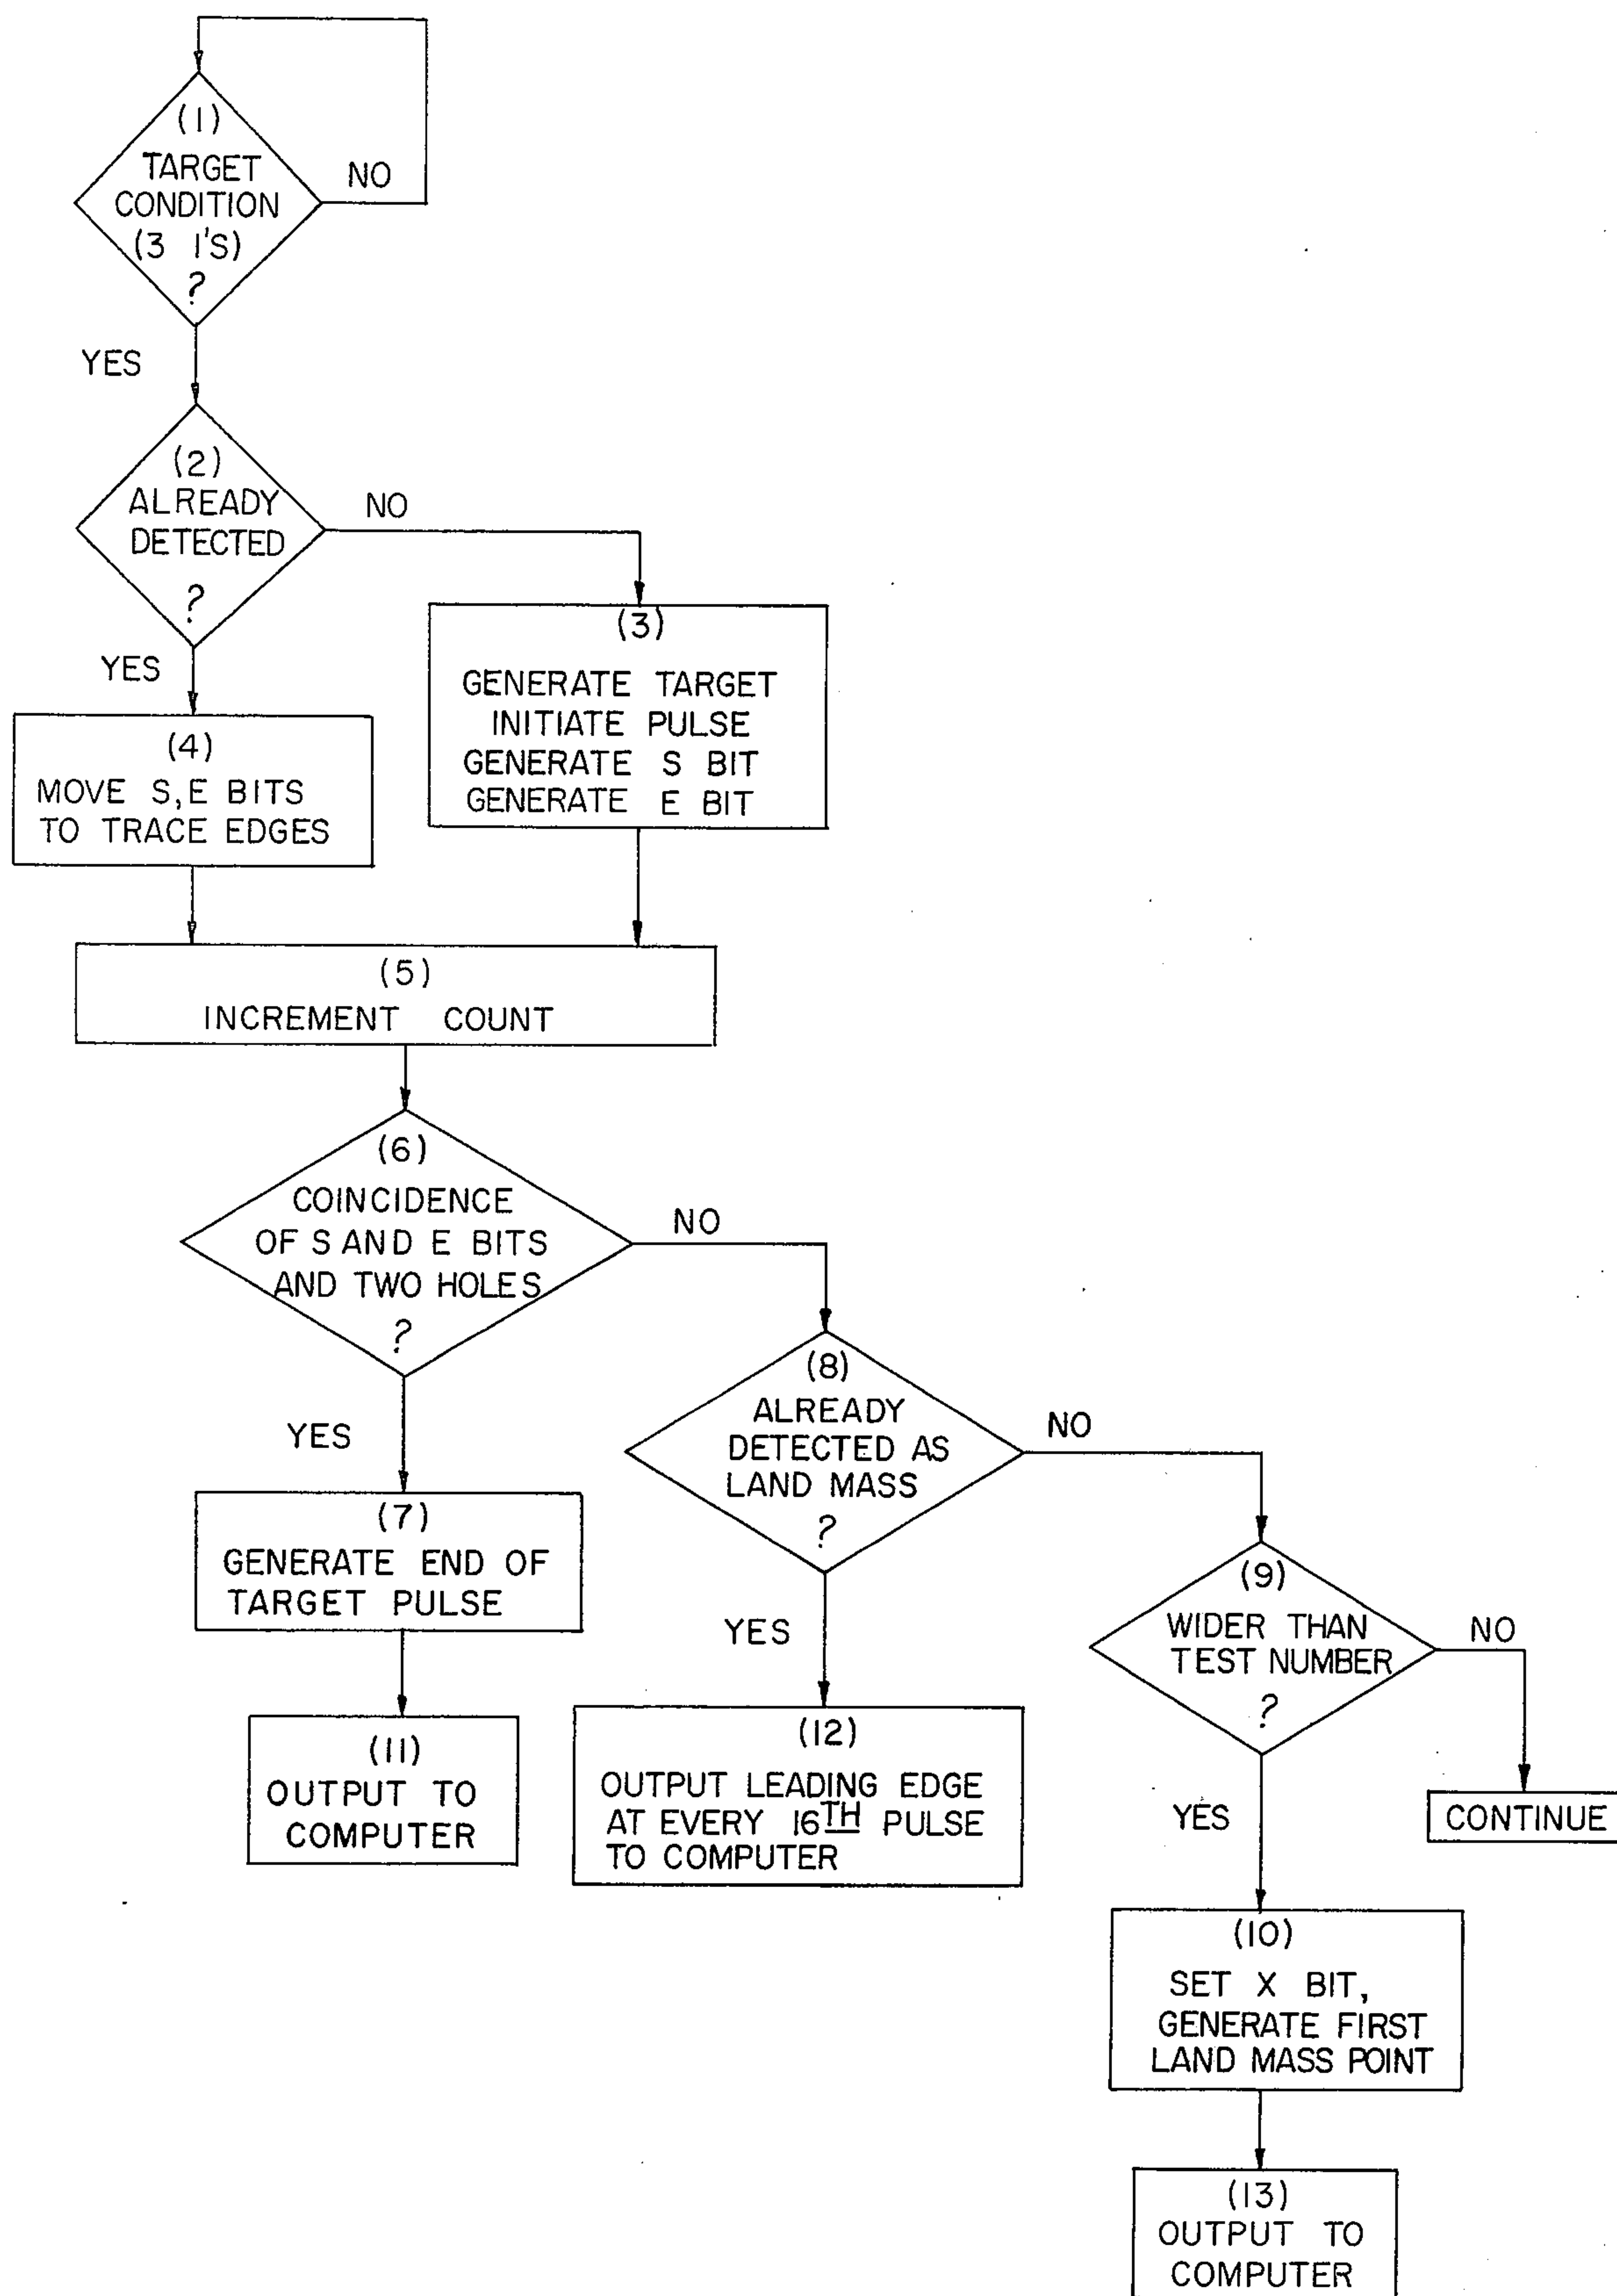 (1)
TARGET
CONDITION
(3 1'S)
?
NO
YES
(2)
ALREADY
DETECTED
?
NO
YES
(3)
GENERATE TARGET
INITIATE PULSE
GENERATE S BIT
GENERATE E BIT
(4)
MOVE S,E BITS
TO TRACE EDGES
(5)
INCREMENT COUNT
(6)
COINCIDENCE
OF S AND E BITS
AND TWO HOLES
?
NO
YES
(7)
GENERATE END OF
TARGET PULSE
(8)
ALREADY
DETECTED AS
LAND MASS
?
NO
YES
(9)
WIDER THAN
TEST NUMBER
?
NO
YES
CONTINUE
(11)
OUTPUT TO
COMPUTER
(12)
OUTPUT LEADING EDGE
AT EVERY 16TH PULSE
TO COMPUTER
(10)
SET X BIT,
GENERATE FIRST
LAND MASS POINT
(13)
OUTPUT TO
COMPUTER